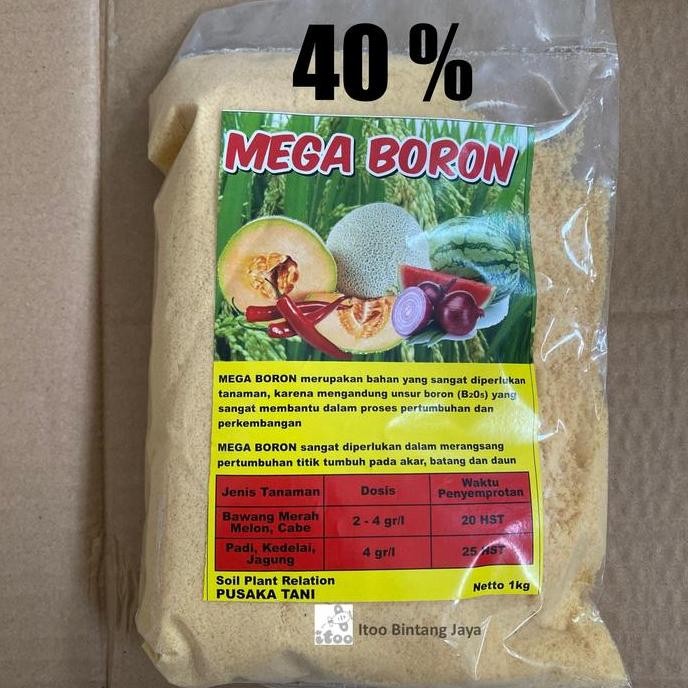 40 %
MEGA BORON
MEGA BORON merupakan bahan yang sangat diperlukan
tanaman, karena mengandung unsur boron (B₂0₅) yang
sangat membantu dalam proses pertumbuhan dan
perkembangan
MEGA BORON sangat diperlukan dalam merangsang
pertumbuhan titik tumbuh pada akar, batang dan daun
Jenis Tanaman Dosis Waktu Penyemprotan
Bawang Merah Melon, Cabe 2 - 4 gr/l 20 HST
Padi, Kedelai, Jagung 4 gr/l 25 HST
Soil Plant Relation
PUSAKA TANI Netto 1kg
itoo Itoo Bintang Jaya